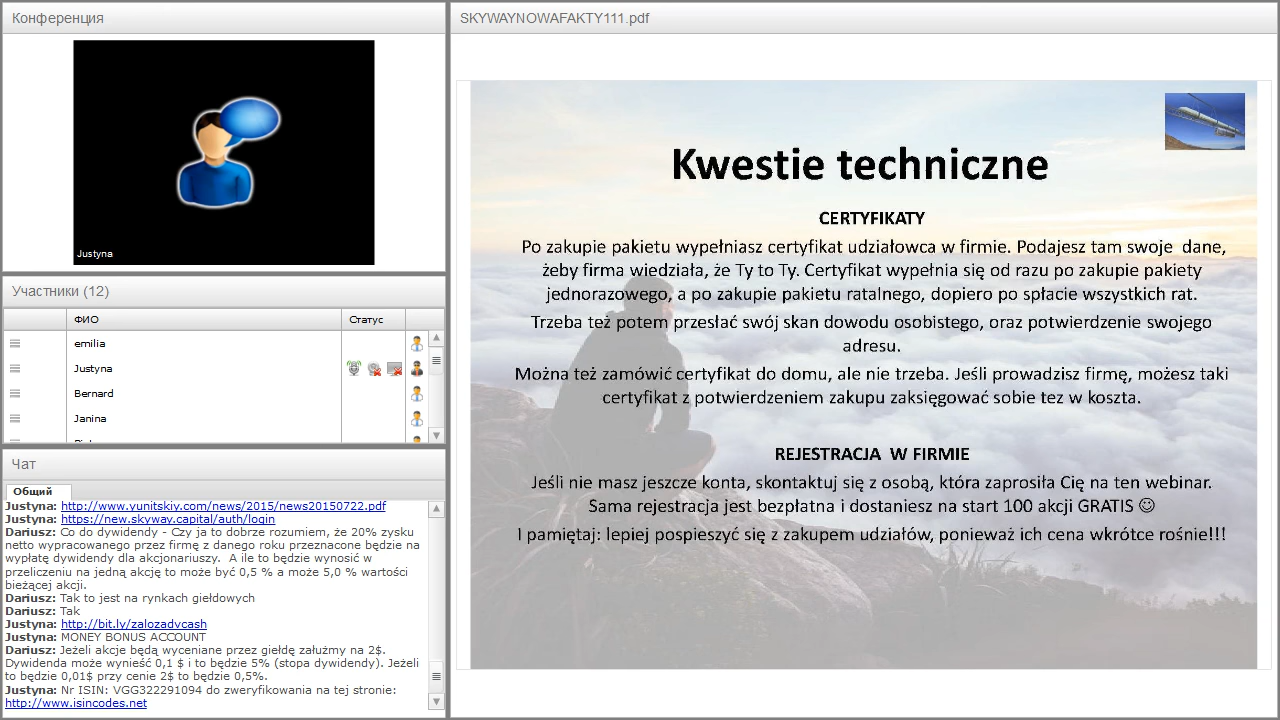 Конференция
Justyna
Участники (12)
ФИО
Статус
emilia
Justyna
Bernard
Janina
Чат
Общий
Justyna: http://www.yunitskiy.com/news/2015/news20150722.pdf
Justyna: https://new.skyway.capital/auth/login
Dariusz: Co do dywidendy - Czy ja to dobrze rozumiem, że 20% zysku
netto wypracowanego przez firmę z danego roku przeznaczone będzie na
wypłatę dywidendy dla akcjonariuszy.  A ile to będzie wynosić w
przeliczeniu na jedną akcję to może być 0,5 % a może 5,0 % wartości
bieżącej akcji.
Dariusz: Tak to jest na rynkach giełdowych
Dariusz: Tak
Justyna: http://bit.ly/zalozadvcash
Justyna: MONEY BONUS ACCOUNT
Dariusz: Jeżeli akcje będą wyceniane przez giełdę załużmy na 2$.
Dywidenda może wynieść 0,1 $ i to będzie 5% (stopa dywidendy). Jeżeli
to będzie 0,01$ przy cenie 2$ to będzie 0,5%.
Justyna: Nr ISIN: VGG322291094 do zweryfikowania na tej stronie:
http://www.isincodes.net
SKYWAYNOWAFAKTY111.pdf
Kwestie techniczne
CERTYFIKATY
Po zakupie pakietu wypełniasz certyfikat udziałowca w firmie. Podajesz tam swoje  dane,
żeby firma wiedziała, że Ty to Ty. Certyfikat wypełnia się od razu po zakupie pakiety
jednorazowego, a po zakupie pakietu ratalnego, dopiero po spłacie wszystkich rat.
Trzeba też potem przesłać swój skan dowodu osobistego, oraz potwierdzenie swojego
adresu.
Można też zamówić certyfikat do domu, ale nie trzeba. Jeśli prowadzisz firmę, możesz taki
certyfikat z potwierdzeniem zakupu zaksięgować sobie tez w koszta.
REJESTRACJA  W FIRMIE
Jeśli nie masz jeszcze konta, skontaktuj się z osobą, która zaprosiła Cię na ten webinar.
Sama rejestracja jest bezpłatna i dostaniesz na start 100 akcji GRATIS ☺
I pamiętaj: lepiej pospieszyć się z zakupem udziałów, ponieważ ich cena wkrótce rośnie!!!